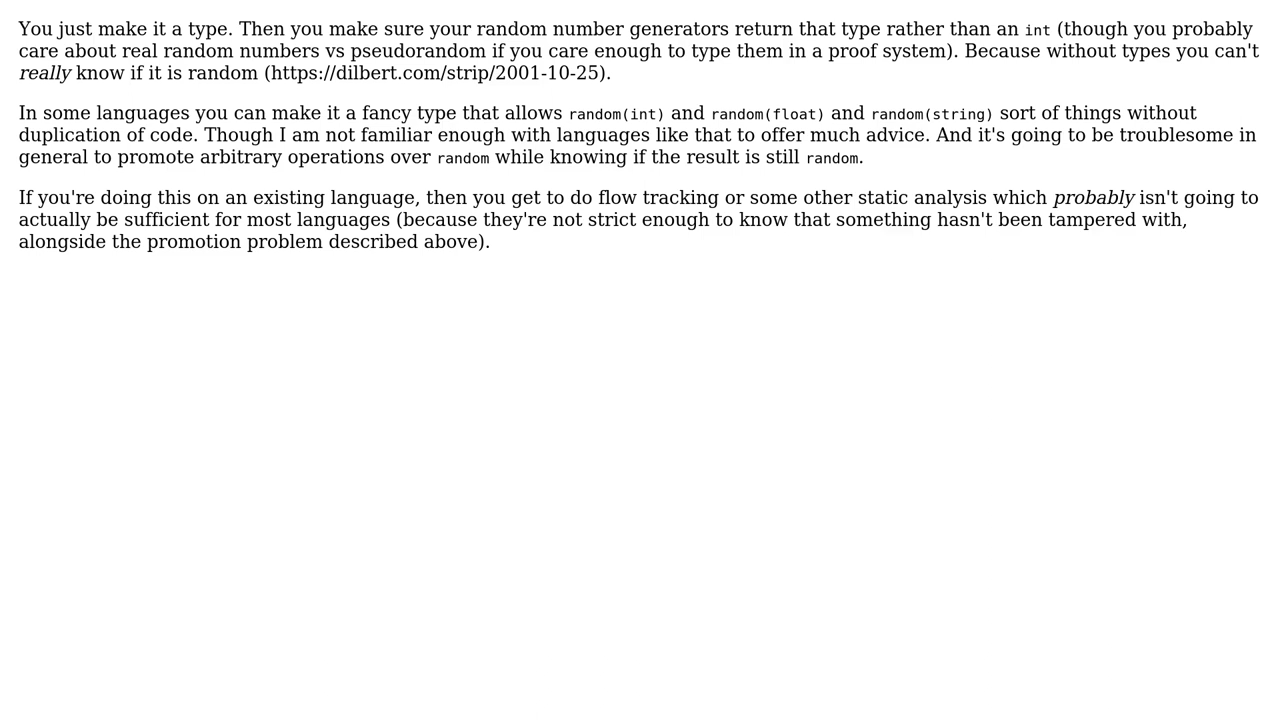 You just make it a type. Then you make sure your random number generators return that type rather than an int (though you probably
care about real random numbers vs pseudorandom if you care enough to type them in a proof system). Because without types you can't
really know if it is random (https://dilbert.com/strip/2001-10-25).
In some languages you can make it a fancy type that allows random(int) and random(float) and random(string) sort of things without
duplication of code. Though I am not familiar enough with languages like that to offer much advice. And it's going to be troublesome in
general to promote arbitrary operations over random while knowing if the result is still random.
If you're doing this on an existing language, then you get to do flow tracking or some other static analysis which probably isn't going to
actually be sufficient for most languages (because they're not strict enough to know that something hasn't been tampered with,
alongside the promotion problem described above).